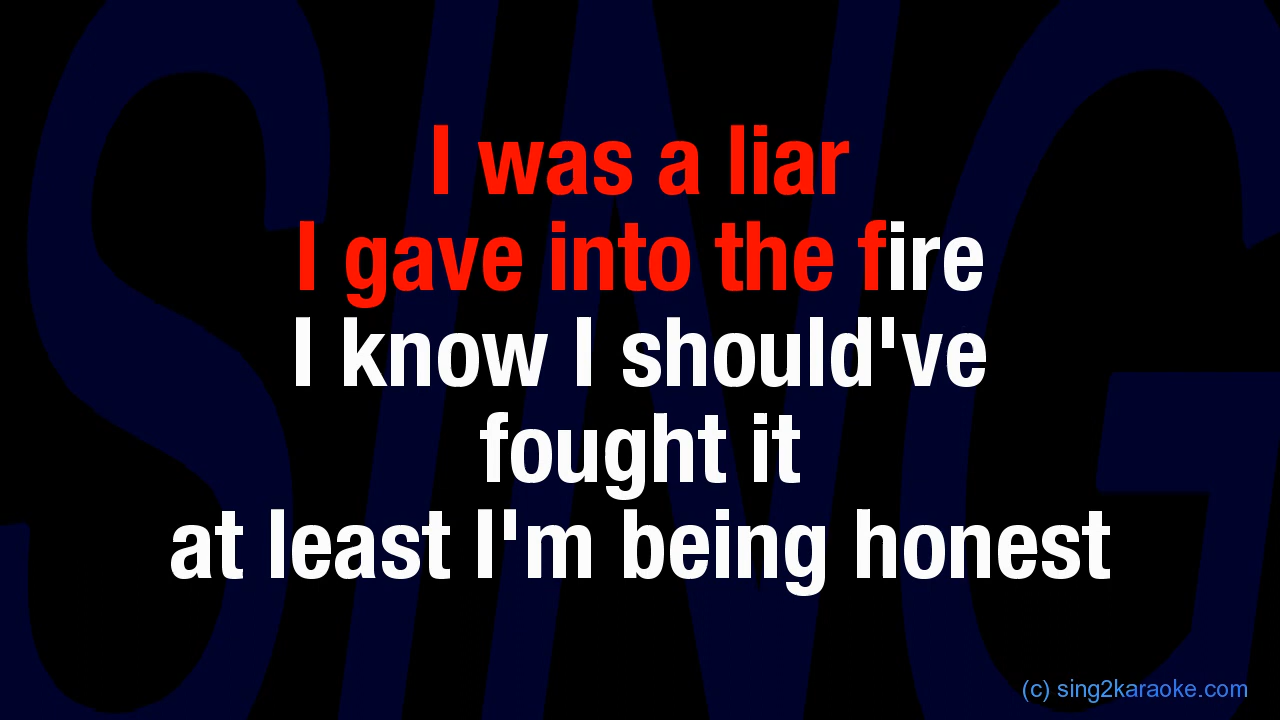 SING
I was a liar
I gave into the fire
I know I should've
fought it
at least I'm being honest
(c) sing2karaoke.com